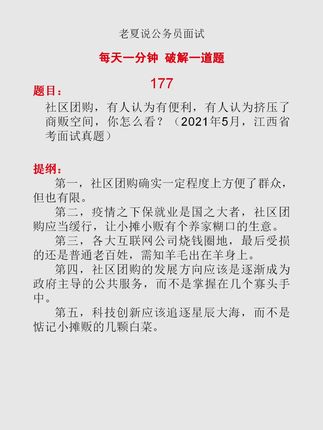 老夏说公务员面试
每天一分钟 破解一道题
177
题目：
社区团购，有人认为有便利，有人认为挤压了
商贩空间，你怎么看？（2021年5月，江西省
考面试真题）
提纲：
第一，社区团购确实一定程度上方便了群众，
但也有限。
第二，疫情之下保就业是国之大者，社区团
购应当缓行，让小摊小贩有个养家糊口的生意。
第三，各大互联网公司烧钱圈地，最后受损
的还是普通老百姓，需知羊毛出在羊身上。
第四，社区团购的发展方向应该是逐渐成为
政府主导的公共服务，而不是掌握在几个寡头手
中。
第五，科技创新应该追逐星辰大海，而不是
惦记小摊贩的几颗白菜。